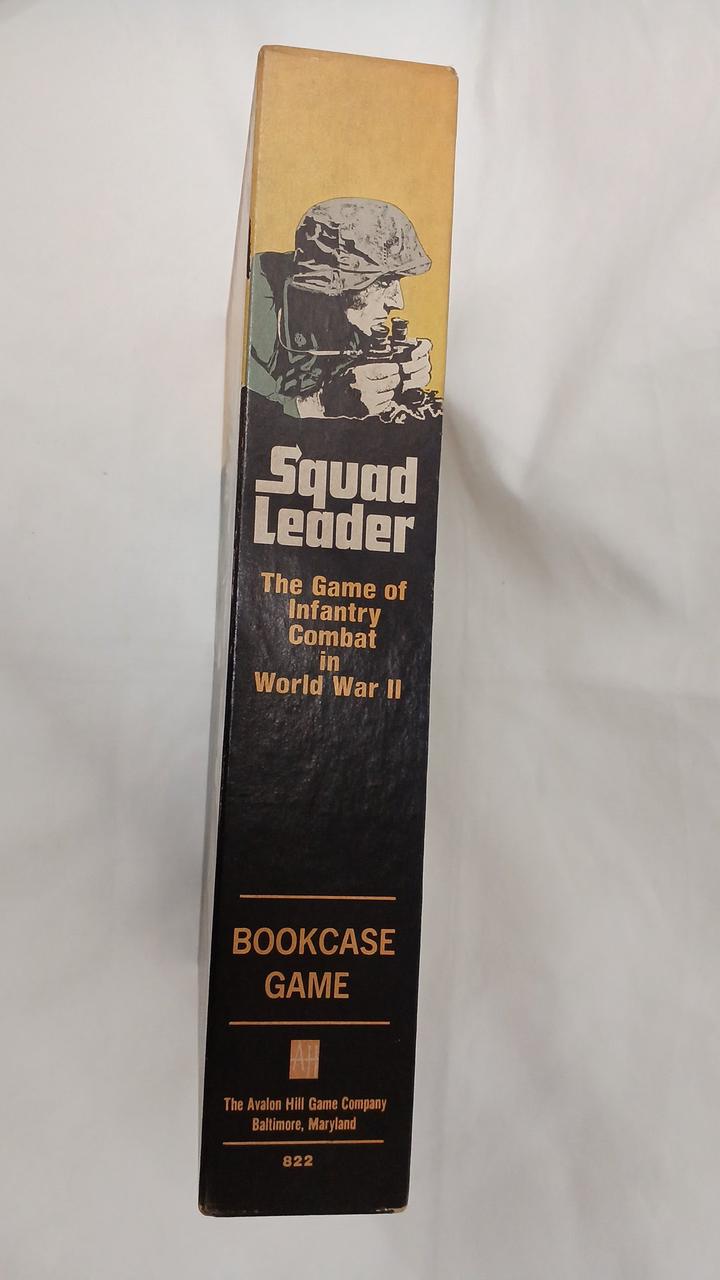 Squad
Leader
The Game of
Infantry
Combat
in
World War II
BOOKCASE
GAME
AH
The Avalon Hill Game Company
Baltimore, Maryland
822